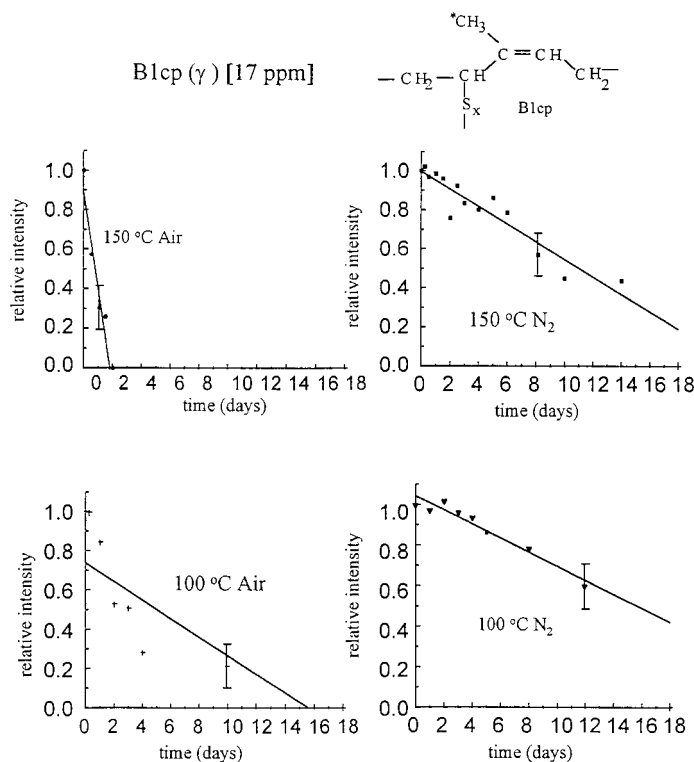 B1cp (γ) [17 ppm]
*CH3
C = CH
— CH2 — CH
CH2 —
Sx
B1cp
relative intensity
1.0
0.8
0.6
0.4
0.2
0.0
150 °C Air
0 2 4 6 8 10 12 14 16 18
time (days)
relative intensity
1.0
0.8
0.6
0.4
0.2
0.0
150 °C N2
0 2 4 6 8 10 12 14 16 18
time (days)
relative intensity
1.0
0.8
0.6
0.4
0.2
0.0
100 °C Air
0 2 4 6 8 10 12 14 16 18
time (days)
relative intensity
1.0
0.8
0.6
0.4
0.2
0.0
100 °C N2
0 2 4 6 8 10 12 14 16 18
time (days)